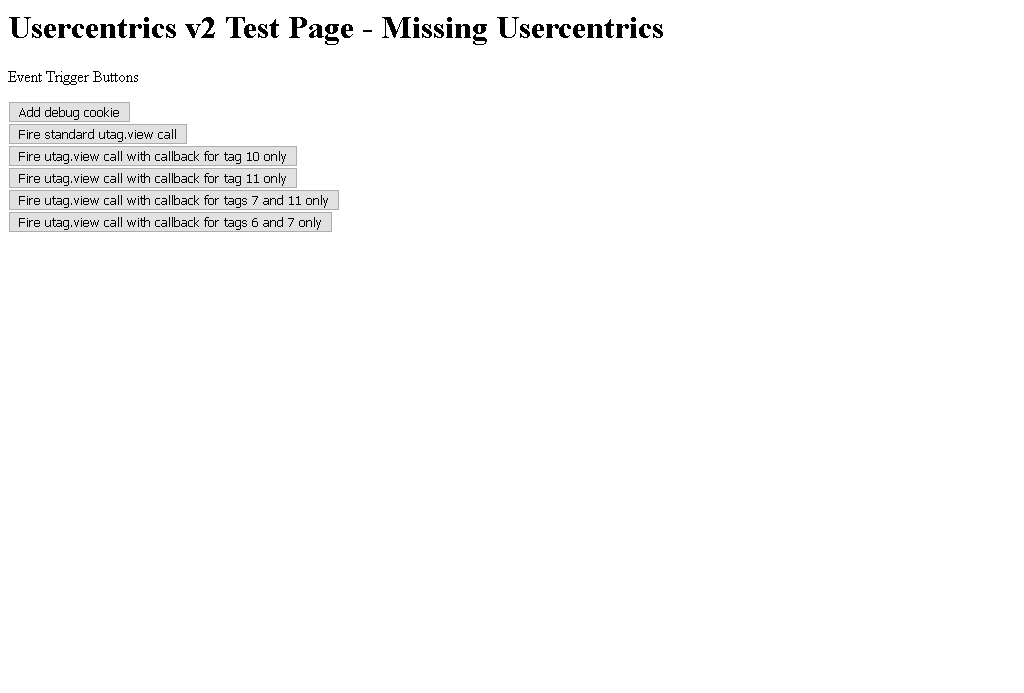 Usercentrics v2 Test Page - Missing Usercentrics
Event Trigger Buttons
Add debug cookie
Fire standard utag.view call
Fire utag.view call with callback for tag 10 only
Fire utag.view call with callback for tag 11 only
Fire utag.view call with callback for tags 7 and 11 only
Fire utag.view call with callback for tags 6 and 7 only